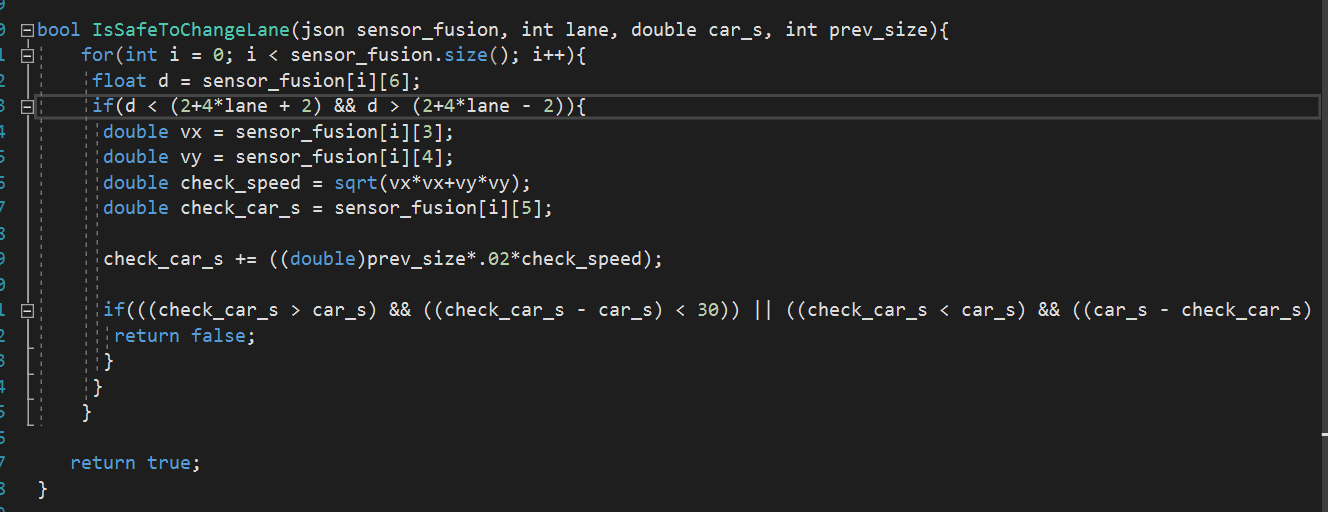 bool IsSafeToChangeLane(json sensor_fusion, int lane, double car_s, int prev_size){
for(int i = 0; i < sensor_fusion.size(); i++){
float d = sensor_fusion[i][6];
if(d < (2+4*lane + 2) && d > (2+4*lane - 2)){
double vx = sensor_fusion[i][3];
double vy = sensor_fusion[i][4];
double check_speed = sqrt(vx*vx+vy*vy);
double check_car_s = sensor_fusion[i][5];
check_car_s += ((double)prev_size*.02*check_speed);
if(((check_car_s > car_s) && ((check_car_s - car_s) < 30)) || ((check_car_s < car_s) && ((car_s - check_car_s)
return false;
}
}
}
return true;
}